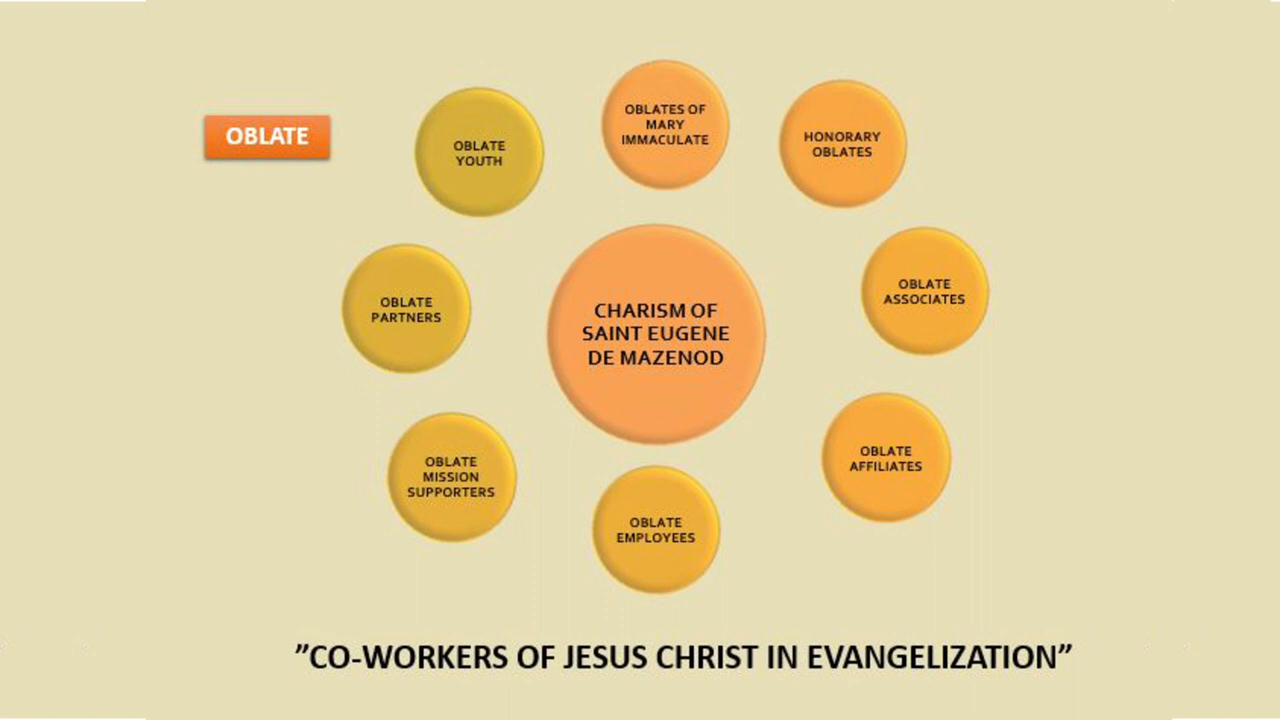 OBLATE
OBLATE
YOUTH
OBLATES OF
MARY
IMMACULATE
HONORARY
OBLATES
OBLATE
ASSOCIATES
OBLATE
AFFILIATES
OBLATE
EMPLOYEES
OBLATE
MISSION
SUPPORTERS
OBLATE
PARTNERS
CHARISM OF
SAINT EUGENE
DE MAZENOD
”CO-WORKERS OF JESUS CHRIST IN EVANGELIZATION”